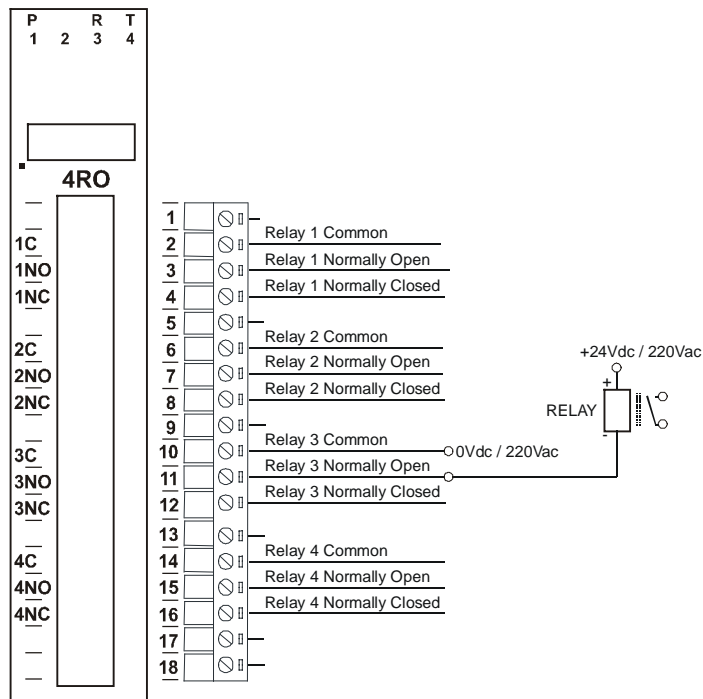 P R T
1 2 3 4
4RO
1C
1NO
1NC
2C
2NO
2NC
3C
3NO
3NC
4C
4NO
4NC
1
2 Relay 1 Common
3 Relay 1 Normally Open
4 Relay 1 Normally Closed
5
6 Relay 2 Common
7 Relay 2 Normally Open
8 Relay 2 Normally Closed
9
10 Relay 3 Common 0Vdc / 220Vac
11 Relay 3 Normally Open
12 Relay 3 Normally Closed
13
14 Relay 4 Common
15 Relay 4 Normally Open
16 Relay 4 Normally Closed
17
18
+24Vdc / 220Vac
+
RELAY
-